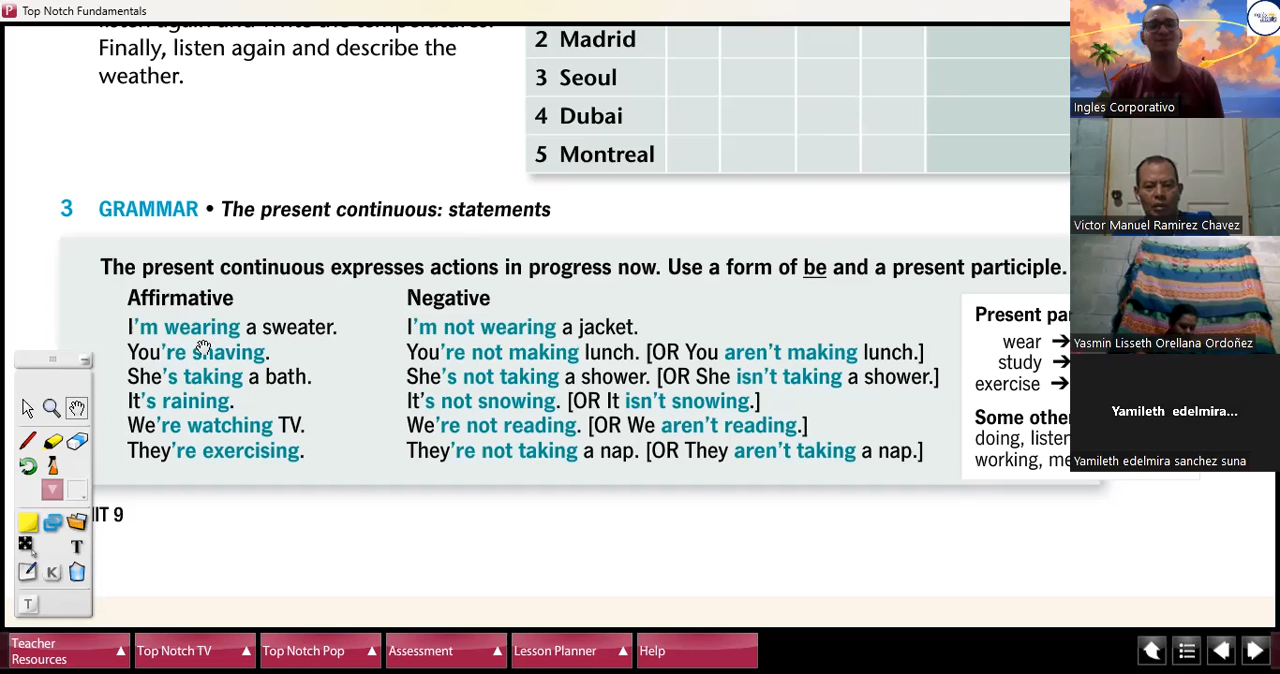 Top Notch Fundamentals
Finally, listen again and describe the
weather.
2 Madrid
3 Seoul
4 Dubai
5 Montreal
3 GRAMMAR • The present continuous: statements
The present continuous expresses actions in progress now. Use a form of be and a present participle.
Affirmative
I'm wearing a sweater.
You're shaving.
She's taking a bath.
It's raining.
We're watching TV.
They're exercising.
Negative
I'm not wearing a jacket.
You're not making lunch. [OR You aren't making lunch.]
She's not taking a shower. [OR She isn't taking a shower.]
It's not snowing. [OR It isn't snowing.]
We're not reading. [OR We aren't reading.]
They're not taking a nap. [OR They aren't taking a nap.]
Present pa
wear →
study →
exercise →
Some othe
doing, listen
working, me
IT 9
T
K
T
Teacher
Resources
Top Notch TV
Top Notch Pop
Assessment
Lesson Planner
Help
Ingles Corporativo
Victor Manuel Ramirez Chavez
Yasmin Lisseth Orellana Ordoñez
Yamileth edelmira...
Yamileth edelmira sanchez suna